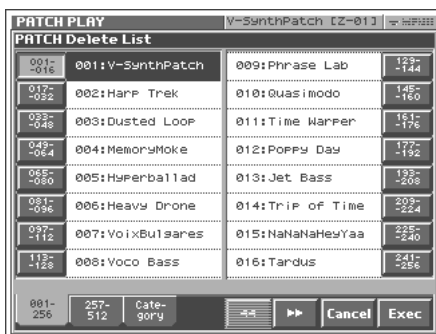 PATCH PLAY V-SynthPatch [Z-01]
PATCH Delete List
001-
-016 001:V-SynthPatch 009:Phrase Lab 129-
-144
017-
-032 002:Harp Trek 010:Quasimodo 145-
-160
033-
-048 003:Dusted Loop 011:Time Warper 161-
-176
049-
-064 004:MemoryMoke 012:Poppy Day 177-
-192
065-
-080 005:Hyperballad 013:Jet Bass 193-
-208
081-
-096 006:Heavy Drone 014:Trip of Time 209-
-224
097-
-112 007:VoixBulgares 015:NaNaNaHeyYaa 225-
-240
113-
-128 008:Voco Bass 016:Tardus 241-
-256
001-
256 257-
512 Cate-
gory Cancel Exec